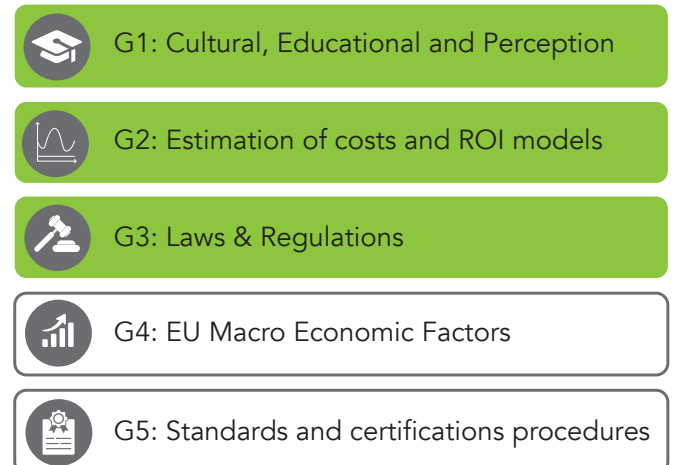 G1: Cultural, Educational and Perception
G2: Estimation of costs and ROI models
G3: Laws & Regulations
G4: EU Macro Economic Factors
G5: Standards and certifications procedures